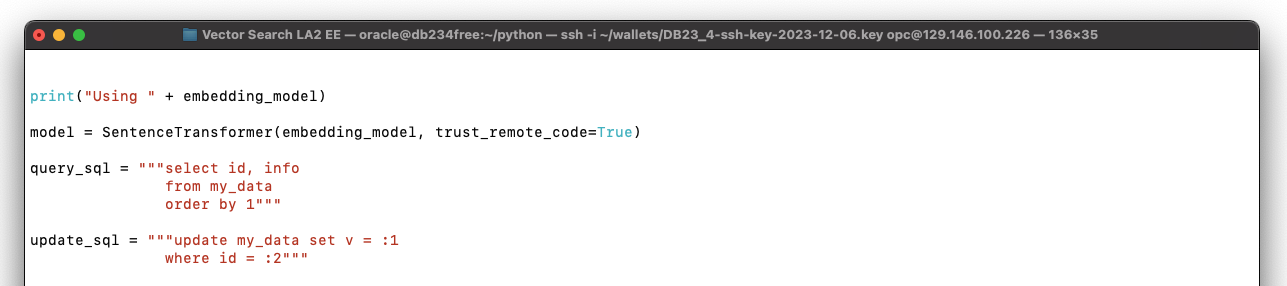 Vector Search LA2 EE — oracle@db234free:~/python — ssh -i ~/wallets/DB23_4-ssh-key-2023-12-06.key opc@129.146.100.226 — 136×35
print("Using " + embedding_model)
model = SentenceTransformer(embedding_model, trust_remote_code=True)
query_sql = """select id, info
from my_data
order by 1"""
update_sql = """update my_data set v = :1
where id = :2"""